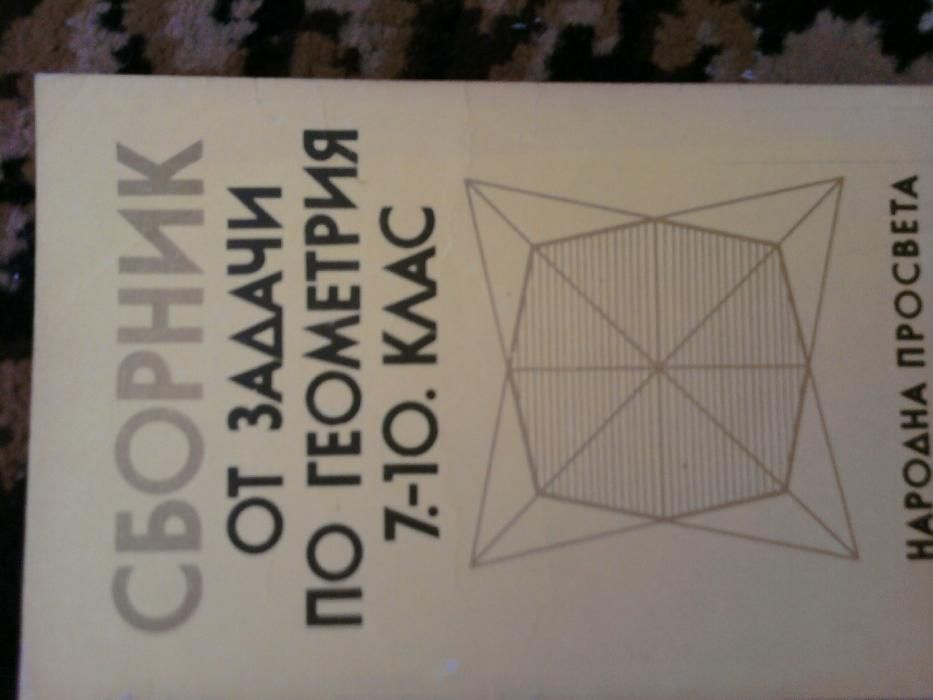 СБОРНИК
ОТ ЗАДАЧИ
ПО ГЕОМЕТРИЯ
7.-10. КЛАС
НАРОДНА ПРОСВЕТА